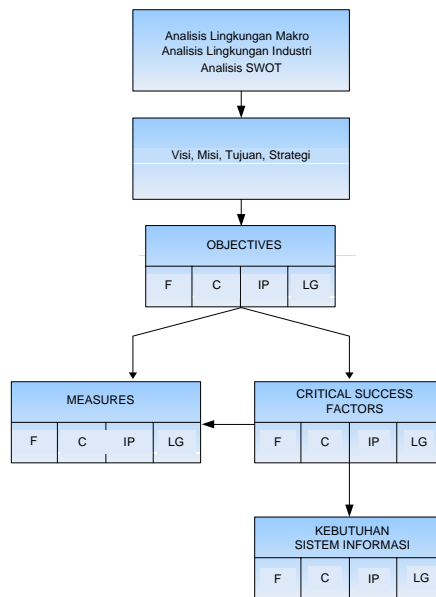 Analisis Lingkungan Makro
Analisis Lingkungan Industri
Analisis SWOT
Visi, Misi, Tujuan, Strategi
OBJECTIVES
F C IP LG
MEASURES
F C IP LG
CRITICAL SUCCESS
FACTORS
F C IP LG
KEBUTUHAN
SISTEM INFORMASI
F C IP LG